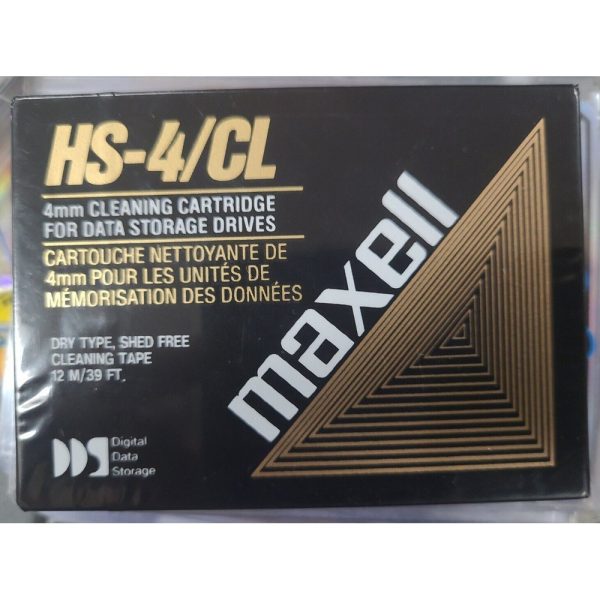 HS-4/CL
4mm CLEANING CARTRIDGE
FOR DATA STORAGE DRIVES
CARTOUCHE NETTOYANTE DE
4mm POUR LES UNITÉS DE
MÉMORISATION DES DONNÉES
DRY TYPE, SHED FREE
CLEANING TAPE
12 M/39 FT.
DDS Digital
Data
Storage
maxell